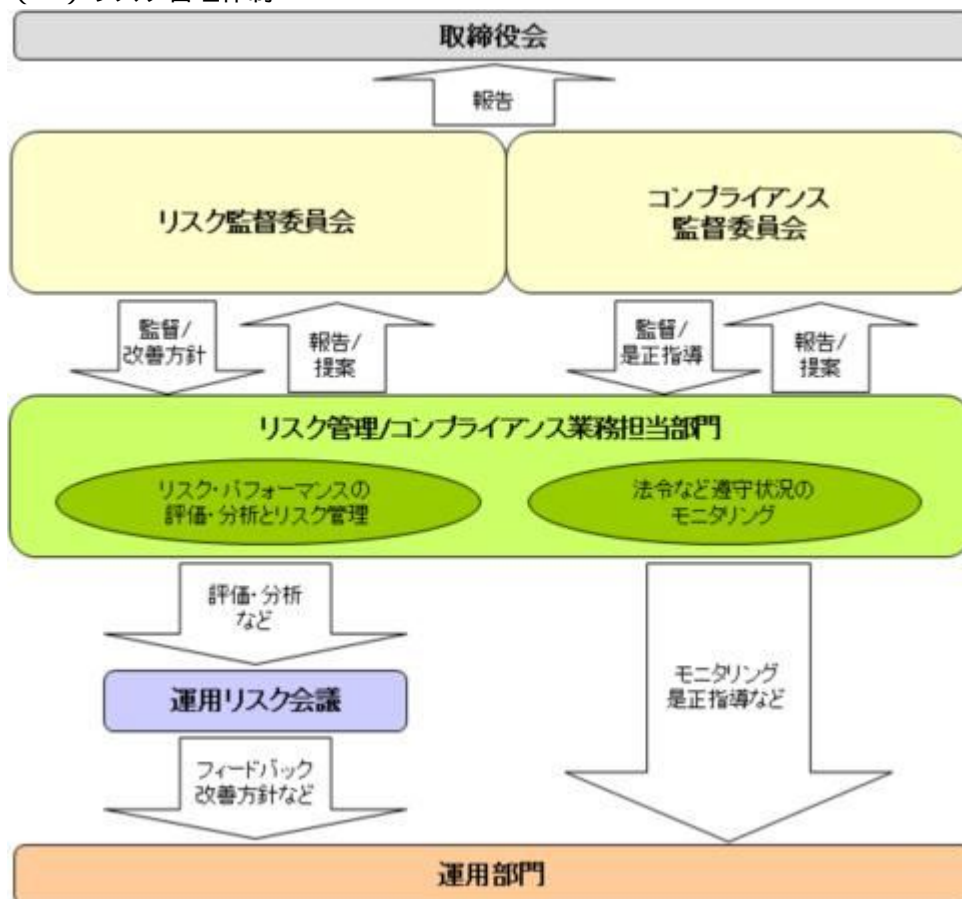 取締役会
報告
リスク監督委員会
コンプライアンス
監督委員会
監督/
改善方針
報告/
提案
監督/
是正指導
報告/
提案
リスク管理/コンプライアンス業務担当部門
リスク・パフォーマンスの
評価・分析とリスク管理
法令など遵守状況の
モニタリング
評価・分析
など
運用リスク会議
モニタリング
是正指導など
フィードバック
改善方針など
運用部門